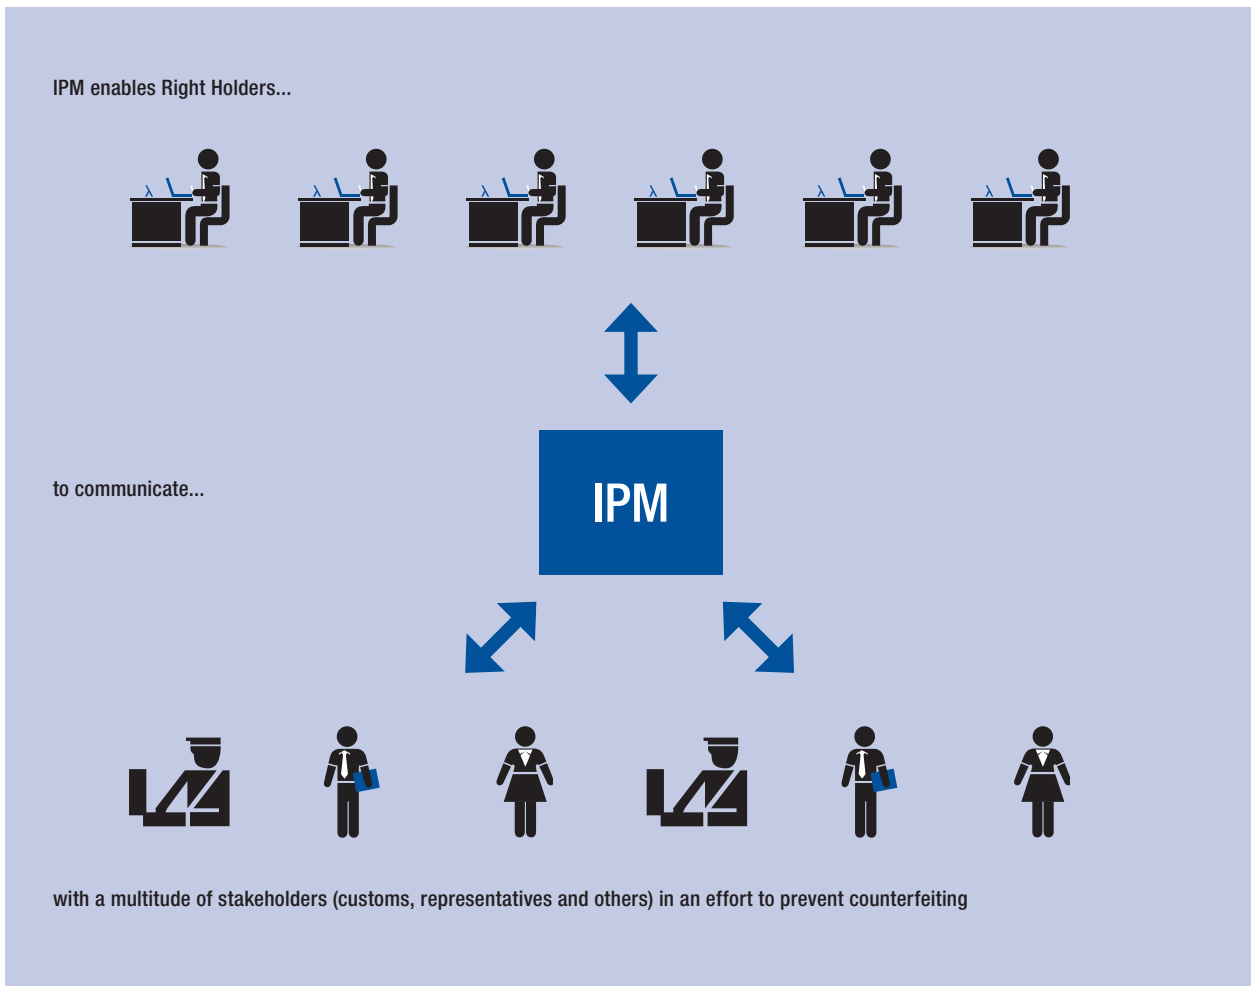 IPM enables Right Holders...
to communicate...
IPM
with a multitude of stakeholders (customs, representatives and others) in an effort to prevent counterfeiting